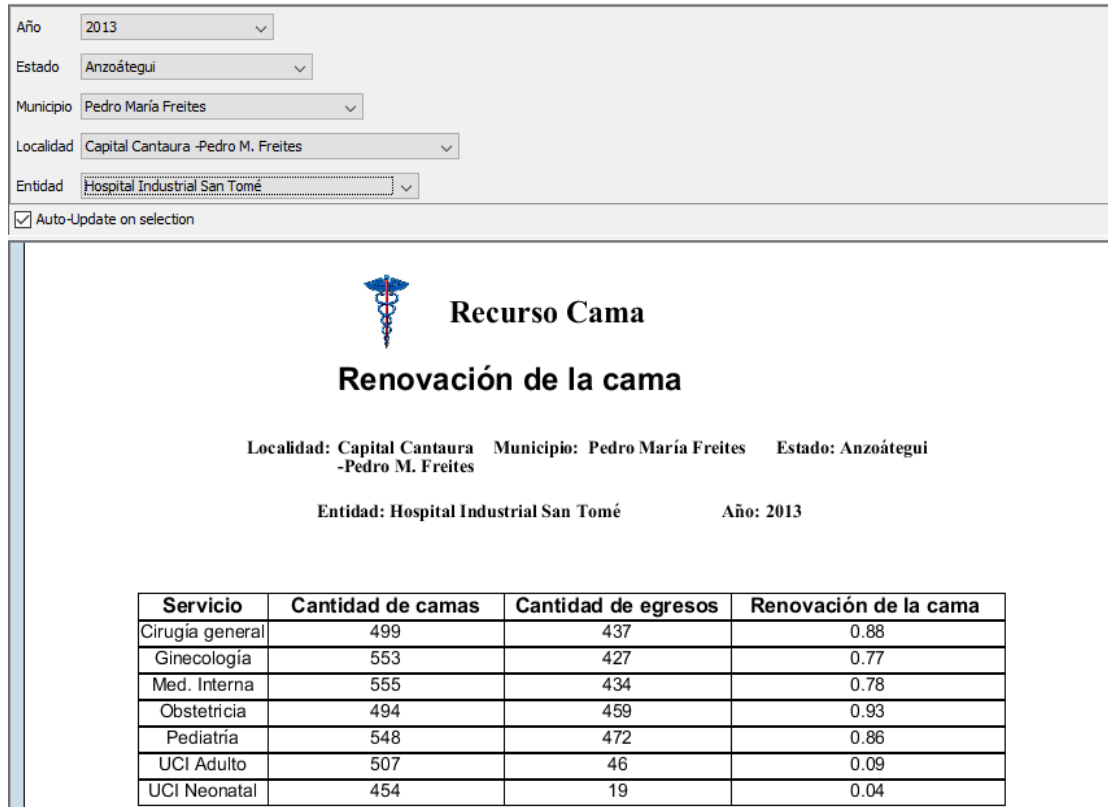 Año 2013
Estado Anzoátegui
Municipio Pedro María Freites
Localidad Capital Cantaura -Pedro M. Freites
Entidad Hospital Industrial San Tomé
Auto-Update on selection
Recurso Cama
Renovación de la cama
Localidad: Capital Cantaura Municipio: Pedro María Freites Estado: Anzoátegui
-Pedro M. Freites
Entidad: Hospital Industrial San Tomé Año: 2013
Servicio Cantidad de camas Cantidad de egresos Renovación de la cama
Cirugía general 499 437 0.88
Ginecología 553 427 0.77
Med. Interna 555 434 0.78
Obstetricia 494 459 0.93
Pediatría 548 472 0.86
UCI Adulto 507 46 0.09
UCI Neonatal 454 19 0.04